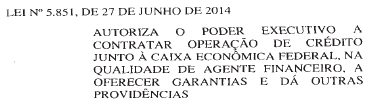 LEI Nº 5.851, DE 27 DE JUNHO DE 2014
AUTORIZA O PODER EXECUTIVO A
CONTRATAR OPERAÇÃO DE CRÉDITO
JUNTO À CAIXA ECONÔMICA FEDERAL, NA
QUALIDADE DE AGENTE FINANCEIRO, A
OFERECER GARANTIAS E DÁ OUTRAS
PROVIDÊNCIAS